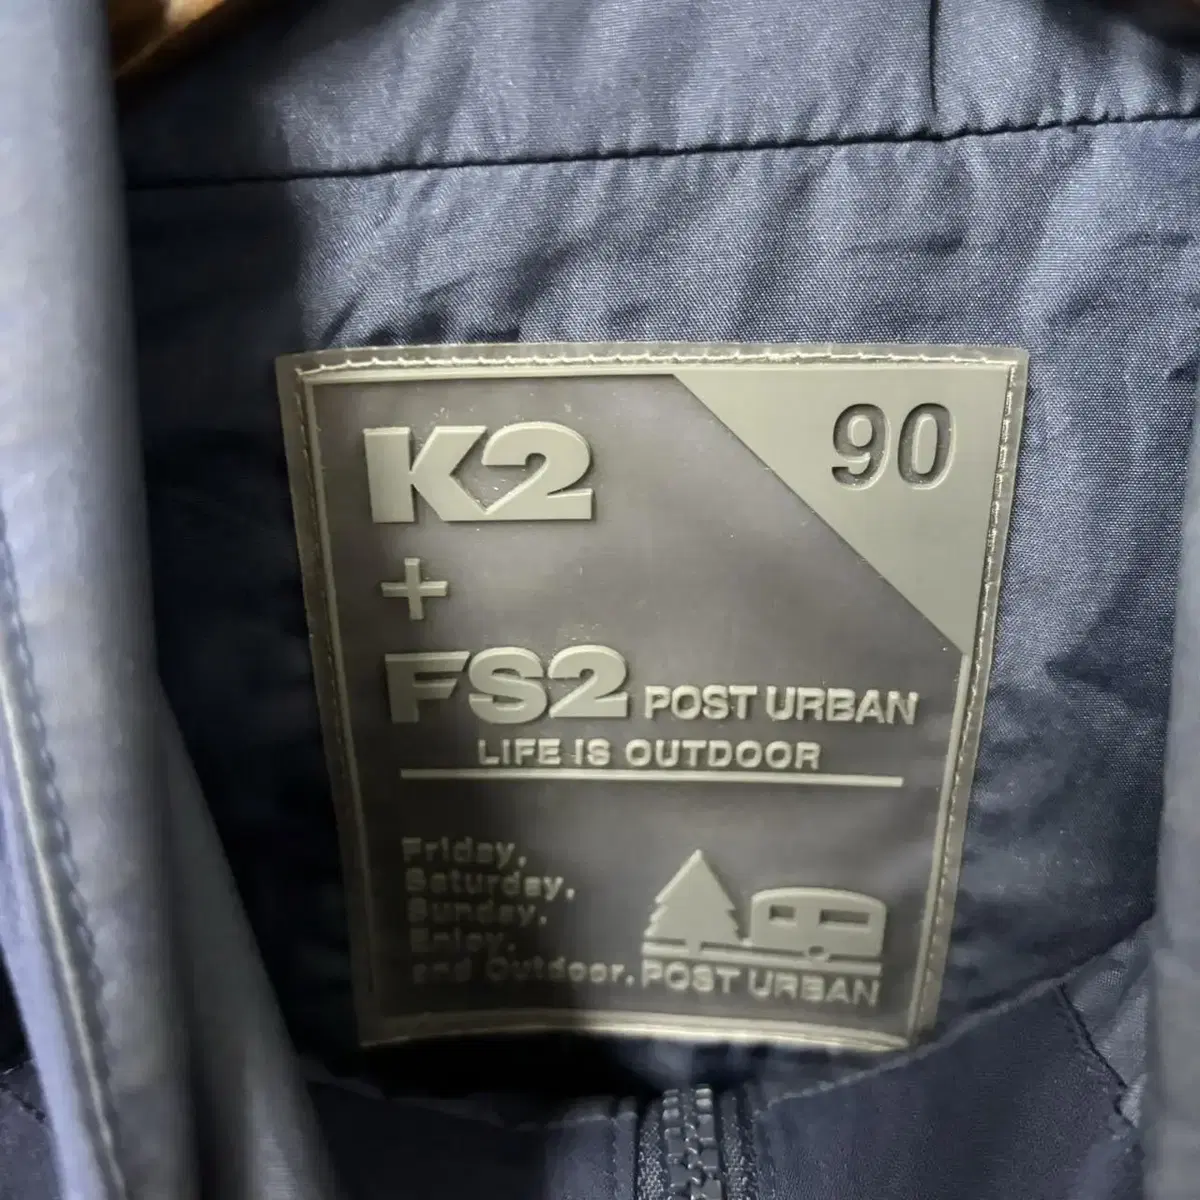 K2
90
+
FS2 POST URBAN
LIFE IS OUTDOOR
Friday,
Saturday,
Sunday,
Enjoy,
and Outdoor.
POST URBAN